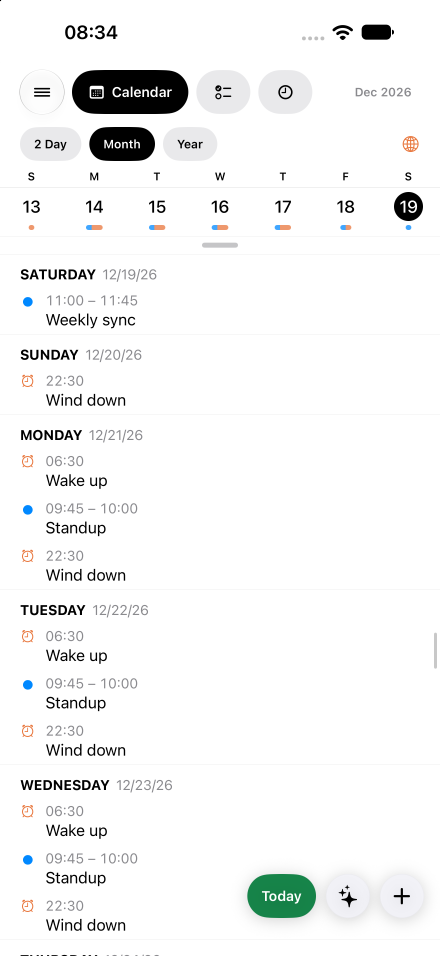 08:34
Calendar
Dec 2026
2 Day Month Year
S M T W T F S
13 14 15 16 17 18 19
SATURDAY 12/19/26
11:00 – 11:45
Weekly sync
SUNDAY 12/20/26
22:30
Wind down
MONDAY 12/21/26
06:30
Wake up
09:45 – 10:00
Standup
22:30
Wind down
TUESDAY 12/22/26
06:30
Wake up
09:45 – 10:00
Standup
22:30
Wind down
WEDNESDAY 12/23/26
06:30
Wake up
09:45 – 10:00
Standup
22:30
Wind down
Today